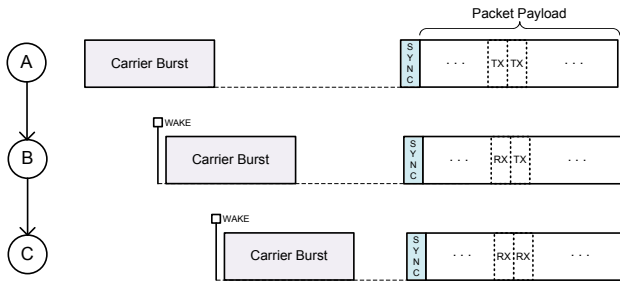 Packet Payload
A
Carrier Burst
S
Y
N
C
. . .
TX
TX
. . .
WAKE
B
Carrier Burst
S
Y
N
C
. . .
RX
TX
. . .
WAKE
C
Carrier Burst
S
Y
N
C
. . .
RX
RX
. . .